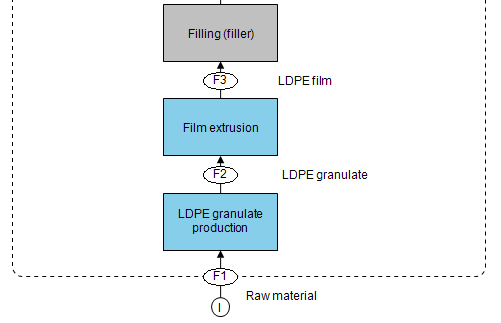 Filling (filler)
F3
LDPE film
Film extrusion
F2
LDPE granulate
LDPE granulate
production
F1
Raw material
I